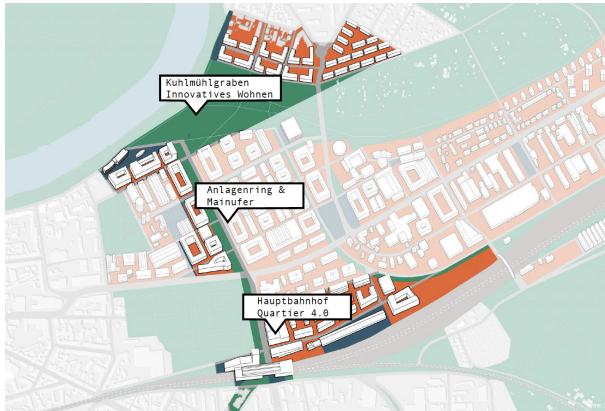 Kuhlmühlgraben
Innovatives Wohnen
Anlagenring &
Mainufer
Hauptbahnhof
Quartier 4.0